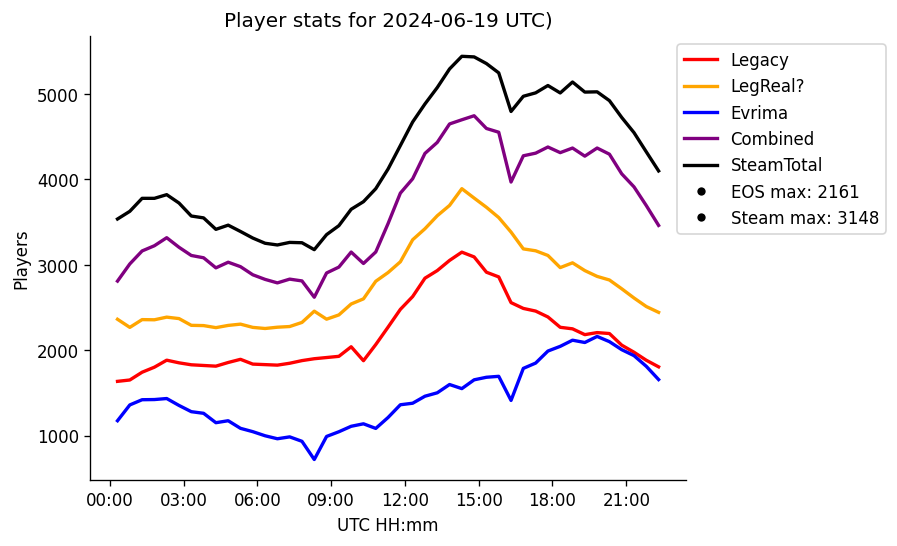 Player stats for 2024-06-19 UTC)
Legacy
LegReal?
Evrima
Combined
SteamTotal
EOS max: 2161
Steam max: 3148
5000
4000
3000
2000
1000
Players
00:00 03:00 06:00 09:00 12:00 15:00 18:00 21:00
UTC HH:mm